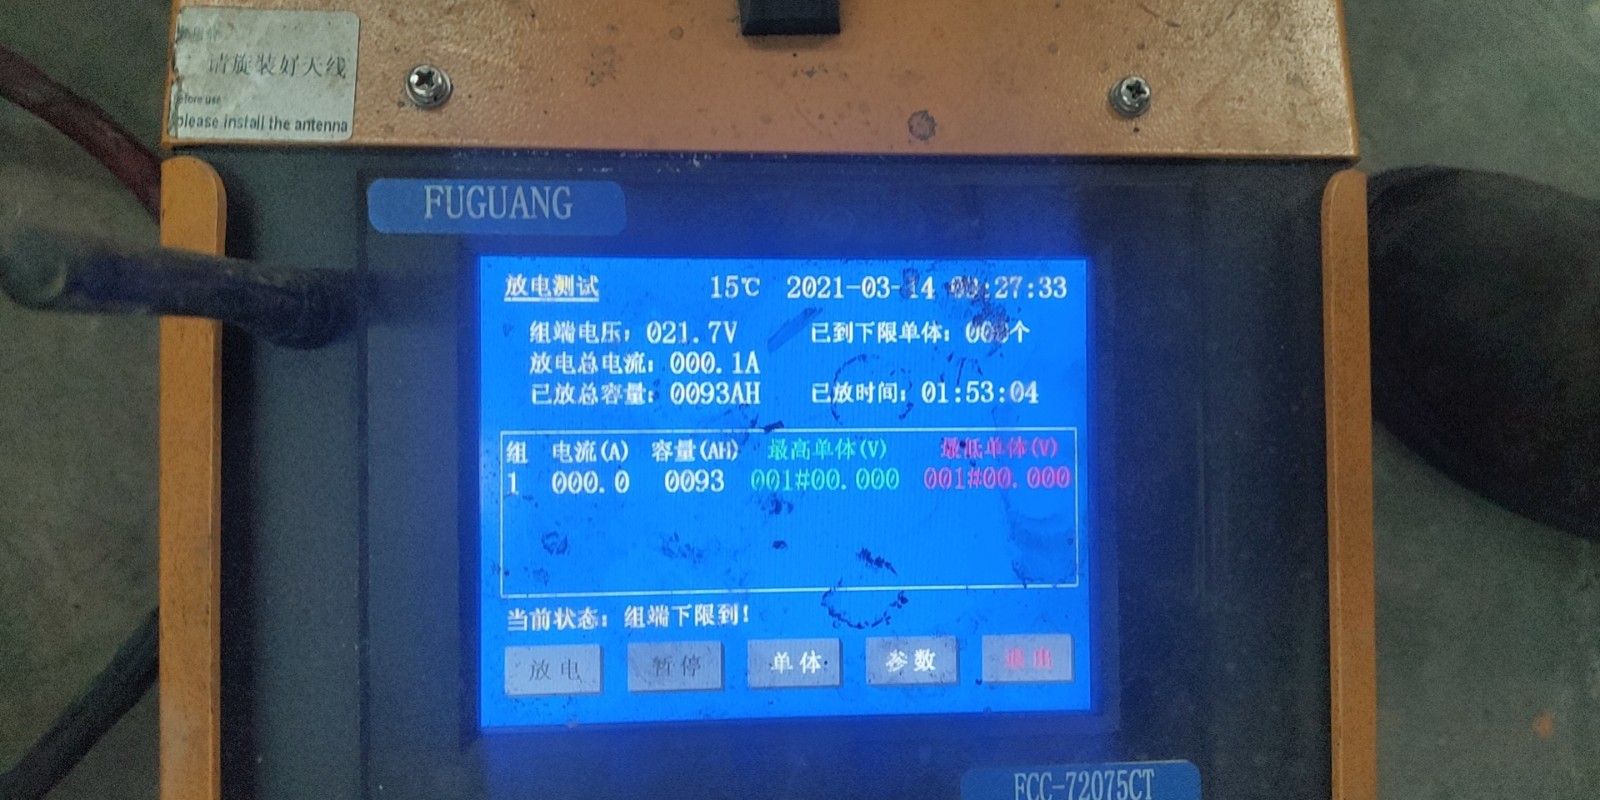 请旋装好天线
efore use
please install the antenna
FUGUANG
放电测试 15℃ 2021-03-14 :27:33
组端电压: 021.7V 已到下限单体: 个
放电总电流: 000.1A
已放总容量: 0093AH 已放时间: 01:53:04
组 电流(A) 容量(AH) 最高单体(V) 最低单体(V)
1 000.0 0093 001#00.000 001#00.000
当前状态: 组端下限到!
放电 暂停 单体 参数 退出
FCC-72075CT